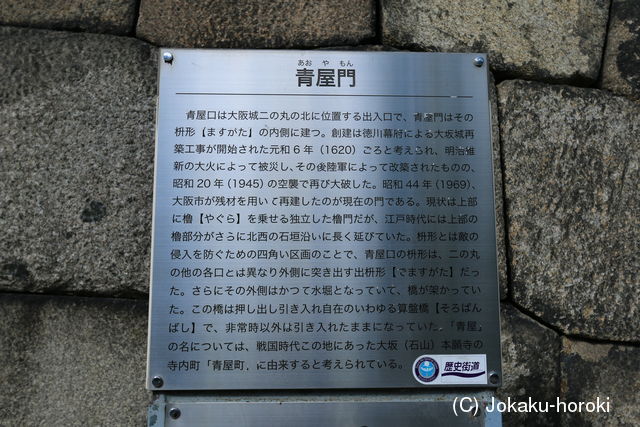 あおやもん
青屋門
青屋口は大阪城二の丸の北に位置する出入口で、青屋門はその
枡形【ますがた】の内側に建つ。創建は徳川幕府による大坂城再
築工事が開始された元和6年（1620）ごろと考えられ、明治維
新の大火によって被災し、その後陸軍によって改築されたものの、
昭和20年（1945）の空襲で再び大破した。昭和44年（1969）、
大阪市が残材を用いて再建したのが現在の門である。現状は上部
に櫓【やぐら】を乗せる独立した櫓門だが、江戸時代には上部の
櫓部分がさらに北西の石垣沿いに長く延びていた。枡形とは敵の
侵入を防ぐための四角い区画のことで、青屋口の枡形は、二の丸
の他の各口とは異なり外側に突き出す出枡形【でますがた】だっ
た。さらにその外側はかつて水堀となっていて、橋が架かってい
た。この橋は押し出し引き入れ自在のいわゆる算盤橋【そろばん
ばし】で、非常時以外は引き入れたままになっていた。「青屋」
の名については、戦国時代この地にあった大坂（石山）本願寺の
寺内町「青屋町」に由来すると考えられている。
歴史街道
(C) Jokaku-horoki